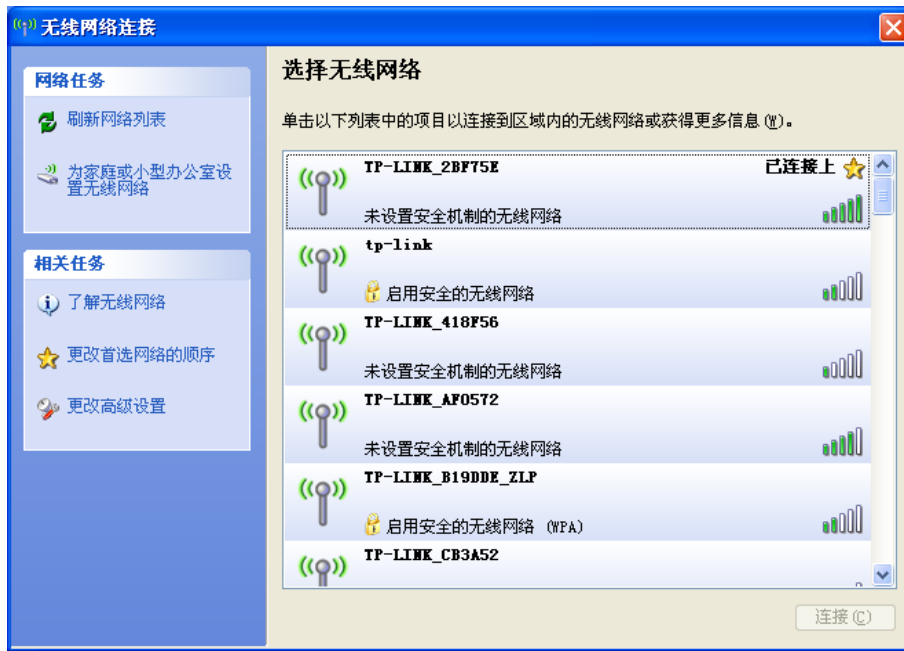 无线网络连接
网络任务
刷新网络列表
为家庭或小型办公室设
置无线网络
相关任务
了解无线网络
更改首选网络的顺序
更改高级设置
选择无线网络
单击以下列表中的项目以连接到区域内的无线网络或获得更多信息(W)。
TP-LINK_2BF75E 已连接上
未设置安全机制的无线网络
tp-link
启用安全的无线网络
TP-LINK_418F56
未设置安全机制的无线网络
TP-LINK_AF0572
未设置安全机制的无线网络
TP-LINK_B19DDE_ZLP
启用安全的无线网络 (WPA)
TP-LINK_CB3A52
连接(C)